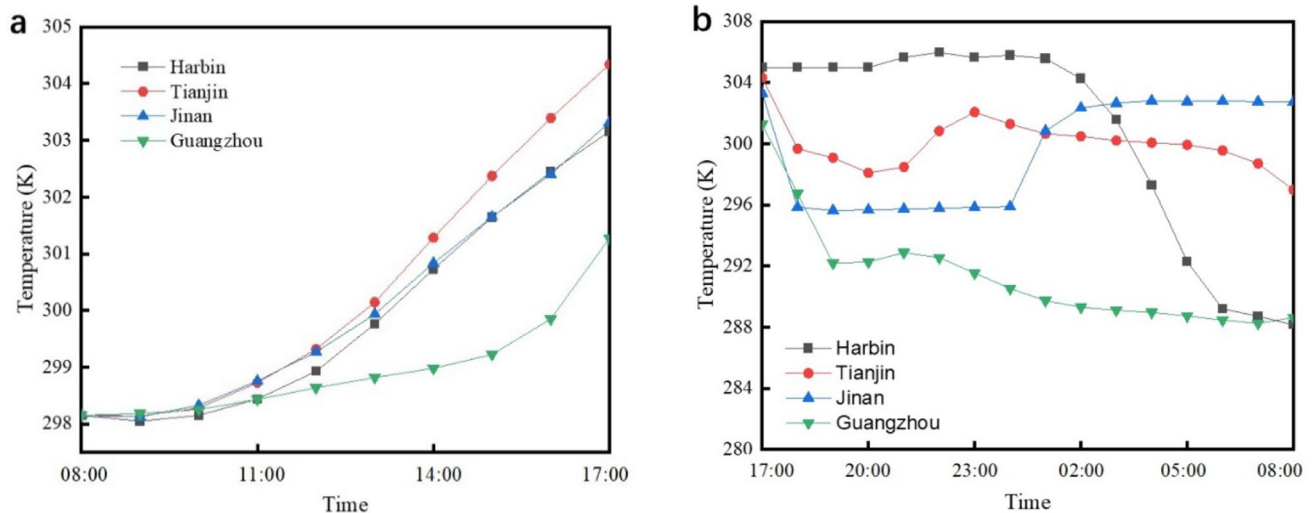 a
305
304
303
302
301
300
299
298
Temperature (K)
Harbin
Tianjin
Jinan
Guangzhou
08:00 11:00 14:00 17:00
Time
b
308
304
300
296
292
288
284
280
Temperature (K)
Harbin
Tianjin
Jinan
Guangzhou
17:00 20:00 23:00 02:00 05:00 08:00
Time